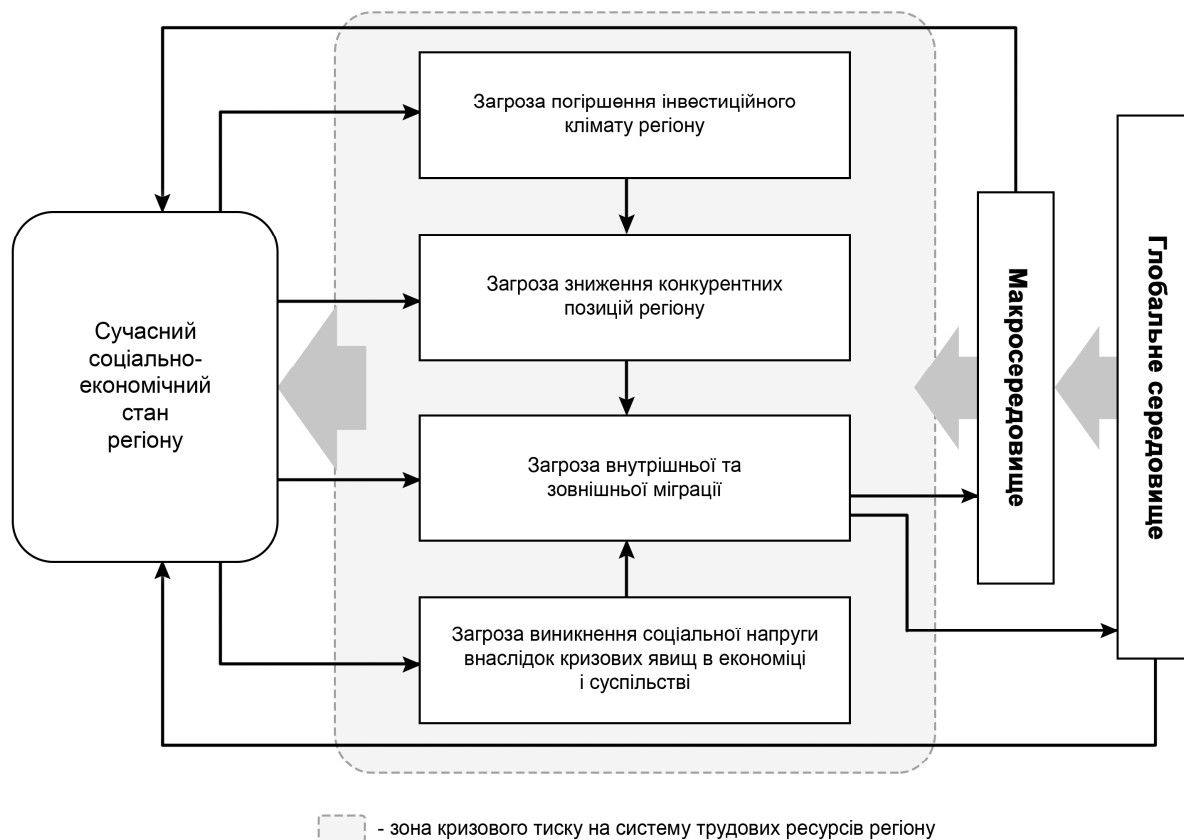 Загроза погіршення інвестиційного
клімату регіону
Загроза зниження конкурентних
позицій регіону
Сучасний
соціально-
економічний
стан
регіону
Загроза внутрішньої та
зовнішньої міграції
Загроза виникнення соціальної напруги
внаслідок кризових явищ в економіці
і суспільстві
Макросередовище
Глобальне середовище
- зона кризового тиску на систему трудових ресурсів регіону